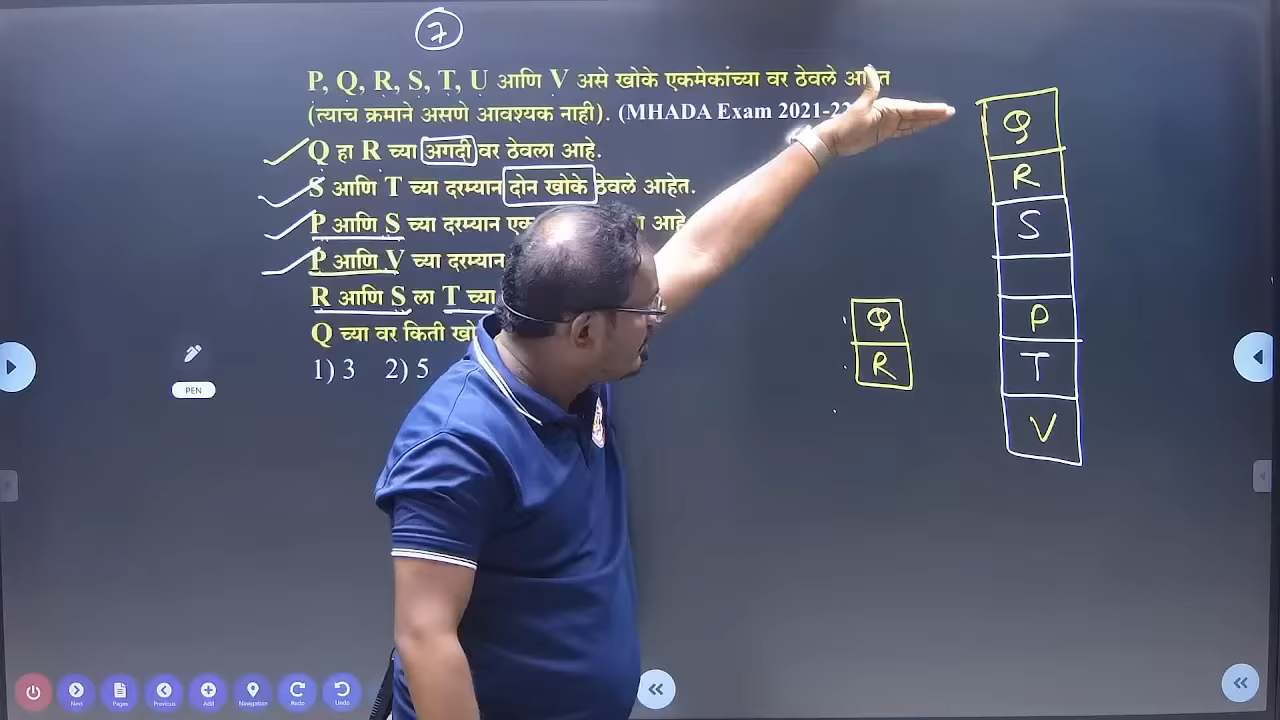 7
P, Q, R, S, T, U आणि V असे खोके एकमेकांच्या वर ठेवले
(त्याच क्रमाने असणे आवश्यक नाही). (MHADA Exam 2021-22
Q हा R च्या अगदी वर ठेवला आहे.
S आणि T च्या दरम्यान दोन खोके ठेवले आहेत.
P आणि S च्या दरम्यान
P आणि V च्या दरम्यान
R आणि S ला T च्या
Q च्या वर किती
1) 3 2) 5
Q
R
S
P
T
V
Q
R
PEN
Next
Pages
Previous
Add
Navigation
Redo
Undo